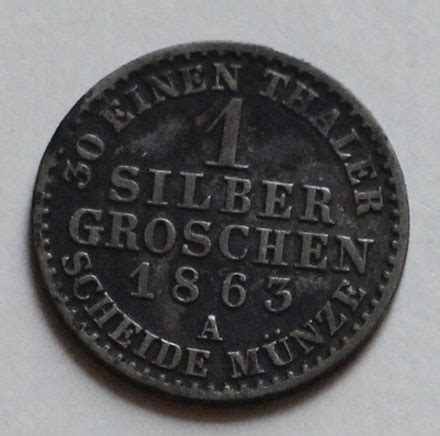 30 EINEN THALER
1
SILBER
GROSCHEN
1863
A
SCHEIDE MÜNZE